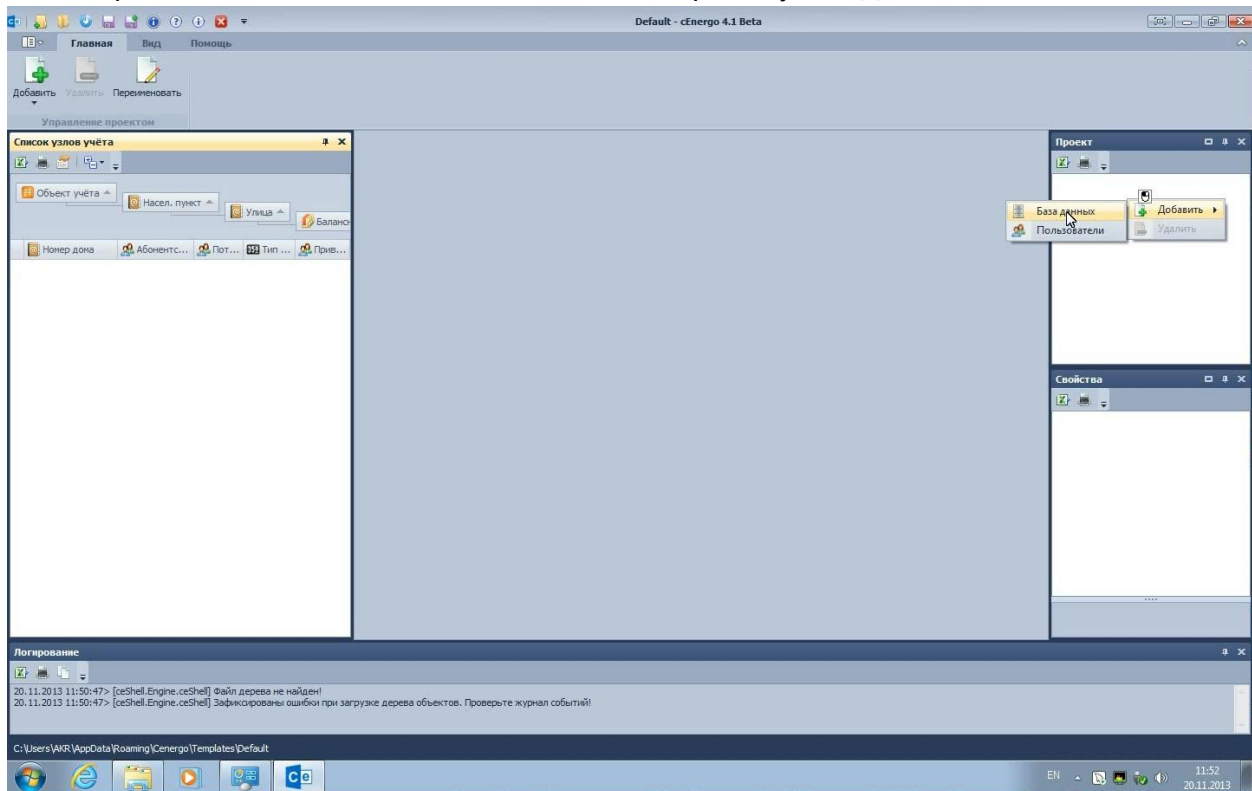 Default - cEnergo 4.1 Beta
Главная Вид Помощь
Добавить Удалить Переименовать
Управление проектом
Список узлов учёта
Проект
Объект учёта
Насел. пункт
Улица
Баланс
База данных
Добавить
Пользователи
Удалить
Номер дома Абонентс... Пот... Тип ... Прив...
Свойства
Логирование
20.11.2013 11:50:47> [ceShell.Engine.ceShell] Файл дерева не найден!
20.11.2013 11:50:47> [ceShell.Engine.ceShell] Зафиксированы ошибки при загрузке дерева объектов. Проверьте журнал событий!
C:\Users\AKR\AppData\Roaming\Cenergo\Templates\Default
Ce
EN
11:52
20.11.2013